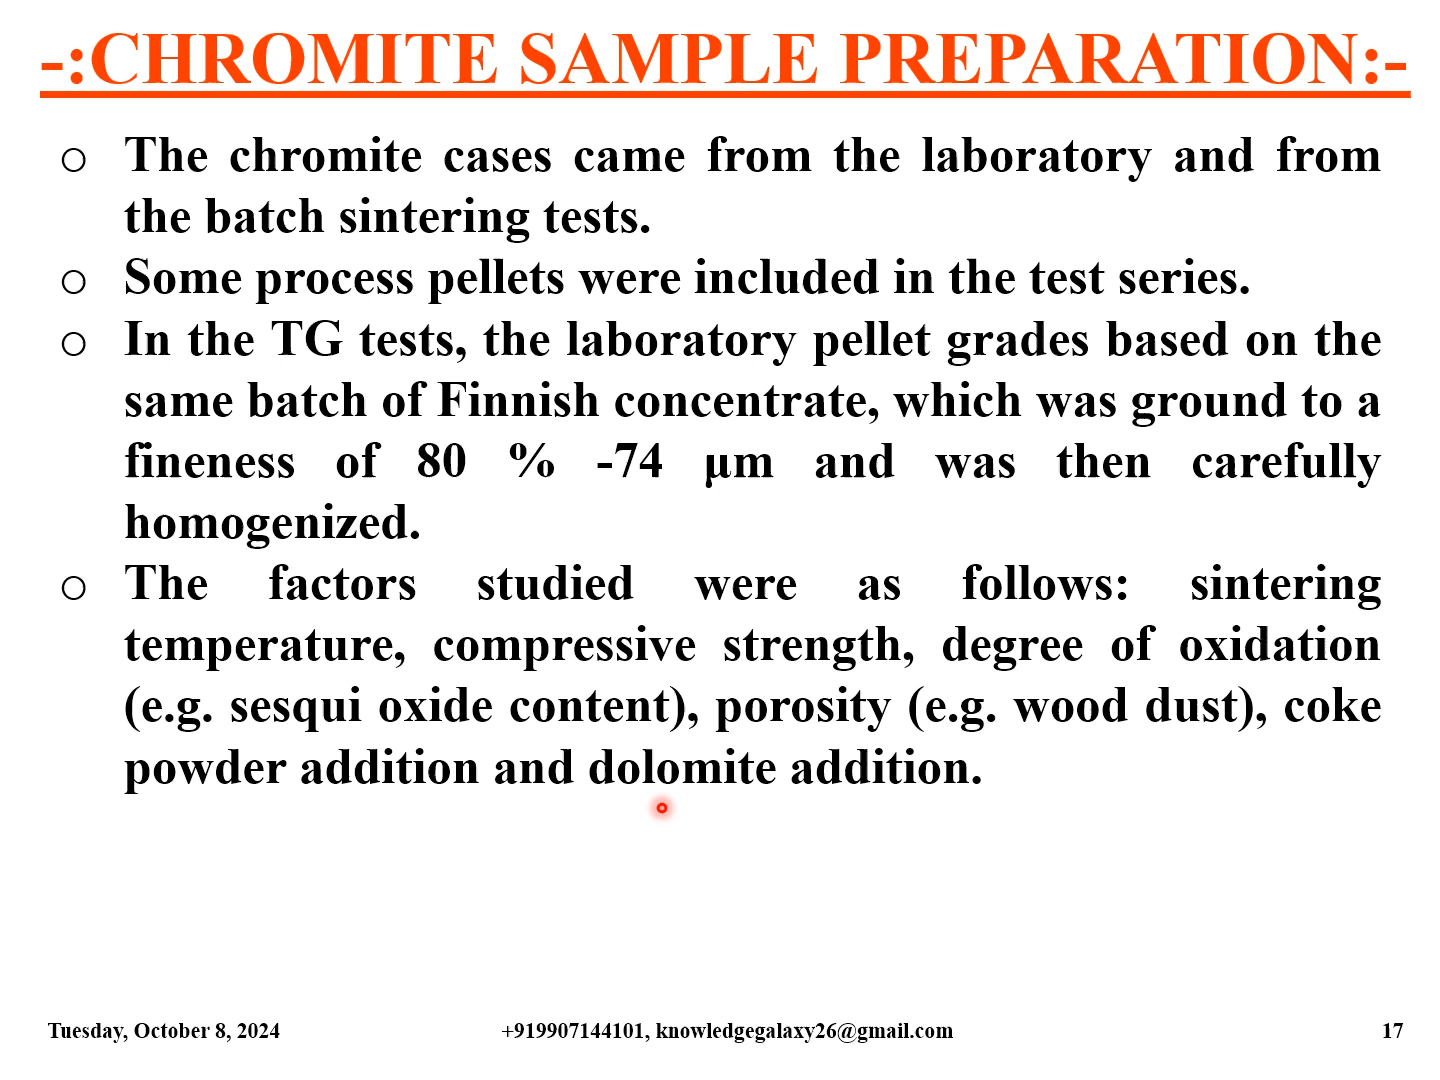 -:CHROMITE SAMPLE PREPARATION:-
o The chromite cases came from the laboratory and from
the batch sintering tests.
o Some process pellets were included in the test series.
o In the TG tests, the laboratory pellet grades based on the
same batch of Finnish concentrate, which was ground to a
fineness of 80 % -74 µm and was then carefully
homogenized.
o The factors studied were as follows: sintering
temperature, compressive strength, degree of oxidation
(e.g. sesqui oxide content), porosity (e.g. wood dust), coke
powder addition and dolomite addition.
Tuesday, October 8, 2024 +919907144101, knowledgegalaxy26@gmail.com 17